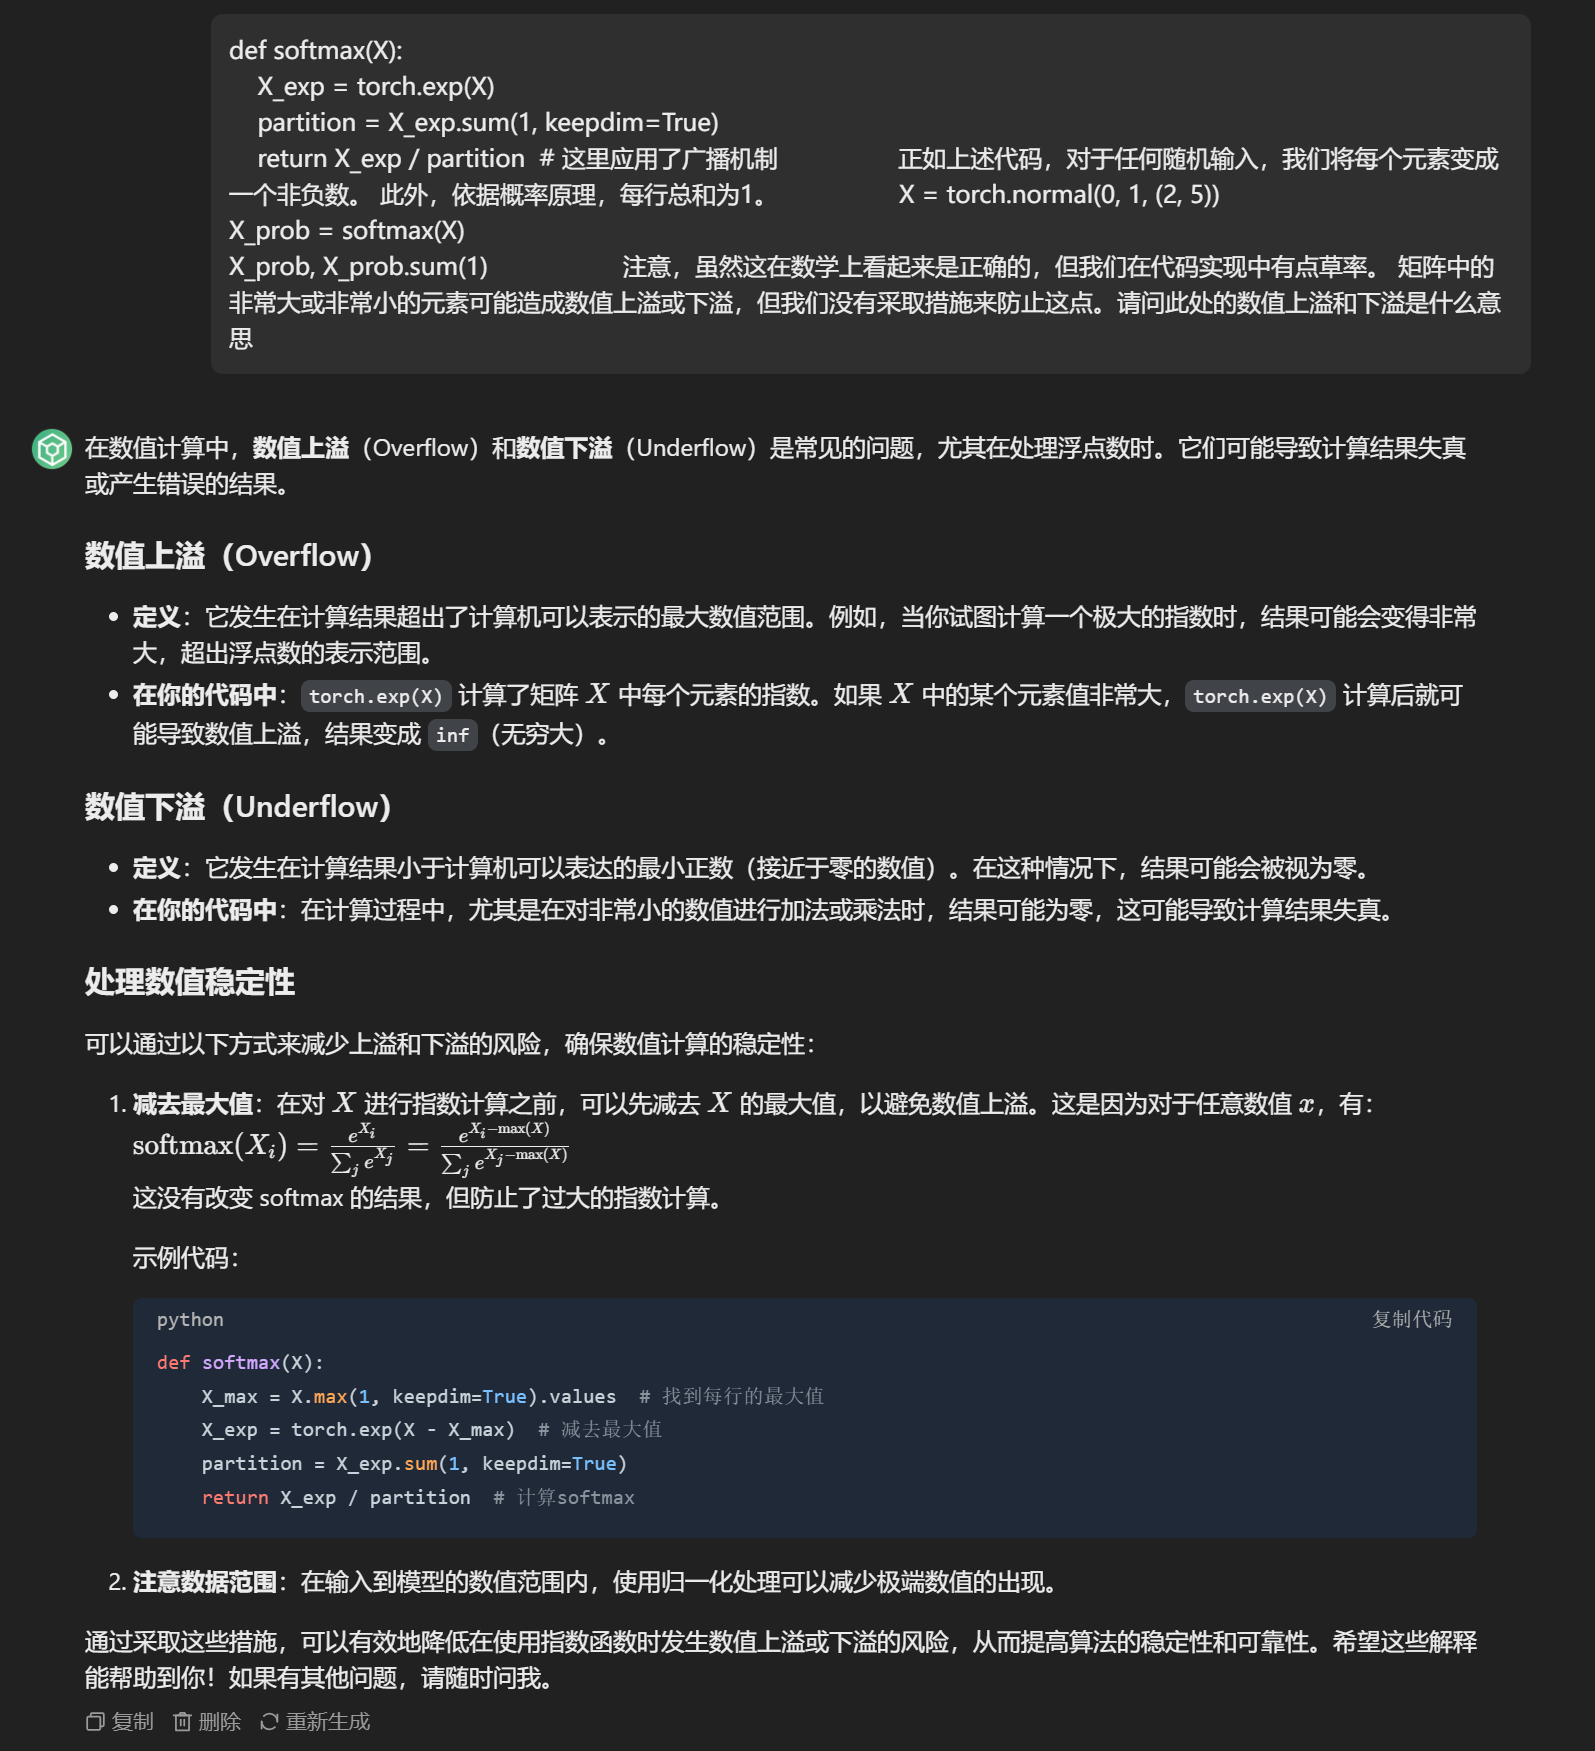 def softmax(X):
X_exp = torch.exp(X)
partition = X_exp.sum(1, keepdim=True)
return X_exp / partition  # 这里应用了广播机制 正如上述代码，对于任何随机输入，我们将每个元素变成
一个非负数。 此外，依据概率原理，每行总和为1。 X = torch.normal(0, 1, (2, 5))
X_prob = softmax(X)
X_prob, X_prob.sum(1) 注意，虽然这在数学上看起来是正确的，但我们在代码实现中有点草率。 矩阵中的
非常大或非常小的元素可能造成数值上溢或下溢，但我们没有采取措施来防止这点。请问此处的数值上溢和下溢是什么意
思
在数值计算中，数值上溢（Overflow）和数值下溢（Underflow）是常见的问题，尤其在处理浮点数时。它们可能导致计算结果失真
或产生错误的结果。
数值上溢（Overflow）
• 定义：它发生在计算结果超出了计算机可以表示的最大数值范围。例如，当你试图计算一个极大的指数时，结果可能会变得非常
大，超出浮点数的表示范围。
• 在你的代码中：torch.exp(X) 计算了矩阵 X 中每个元素的指数。如果 X 中的某个元素值非常大，torch.exp(X) 计算后就可
能导致数值上溢，结果变成 inf（无穷大）。
数值下溢（Underflow）
• 定义：它发生在计算结果小于计算机可以表达的最小正数（接近于零的数值）。在这种情况下，结果可能会被视为零。
• 在你的代码中：在计算过程中，尤其是在对非常小的数值进行加法或乘法时，结果可能为零，这可能导致计算结果失真。
处理数值稳定性
可以通过以下方式来减少上溢和下溢的风险，确保数值计算的稳定性：
1. 减去最大值：在对 X 进行指数计算之前，可以先减去 X 的最大值，以避免数值上溢。这是因为对于任意数值 x，有：
softmax(X_i) = \frac{e^{X_i}}{\sum_j e^{X_j}} = \frac{e^{X_i-max(X)}}{\sum_j e^{X_j-max(X)}}
这没有改变 softmax 的结果，但防止了过大的指数计算。
示例代码：
python 复制代码
def softmax(X):
X_max = X.max(1, keepdim=True).values  # 找到每行的最大值
X_exp = torch.exp(X - X_max)  # 减去最大值
partition = X_exp.sum(1, keepdim=True)
return X_exp / partition  # 计算softmax
2. 注意数据范围：在输入到模型的数值范围内，使用归一化处理可以减少极端数值的出现。
通过采取这些措施，可以有效地降低在使用指数函数时发生数值上溢或下溢的风险，从而提高算法的稳定性和可靠性。希望这些解释
能帮助到你！如果有其他问题，请随时问我。
复制 删除 重新生成